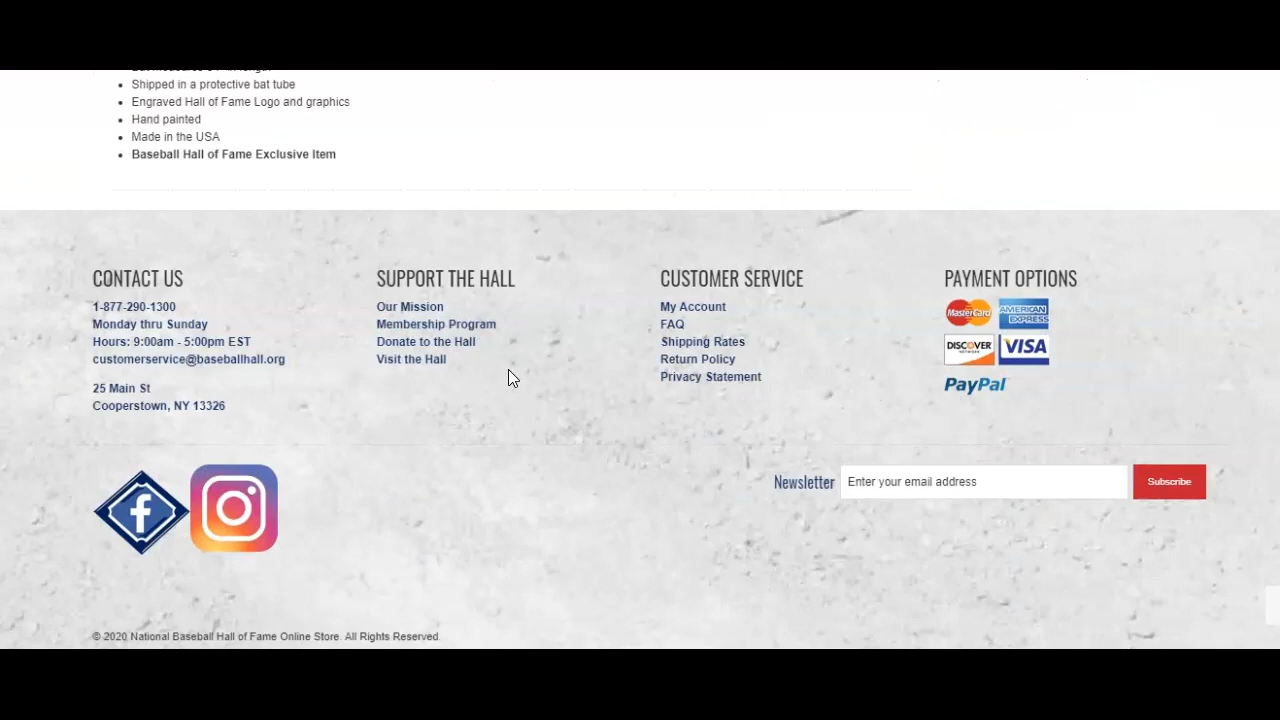 Shipped in a protective bat tube
Engraved Hall of Fame Logo and graphics
Hand painted
Made in the USA
Baseball Hall of Fame Exclusive Item
CONTACT US
1-877-290-1300
Monday thru Sunday
Hours: 9:00am - 5:00pm EST
customerservice@baseballhall.org
25 Main St
Cooperstown, NY 13326
SUPPORT THE HALL
Our Mission
Membership Program
Donate to the Hall
Visit the Hall
CUSTOMER SERVICE
My Account
FAQ
Shipping Rates
Return Policy
Privacy Statement
PAYMENT OPTIONS
MasterCard
AMERICAN
EXPRESS
DISCOVER
NETWORK
VISA
PayPal
Newsletter
Enter your email address
Subscribe
© 2020 National Baseball Hall of Fame Online Store. All Rights Reserved.